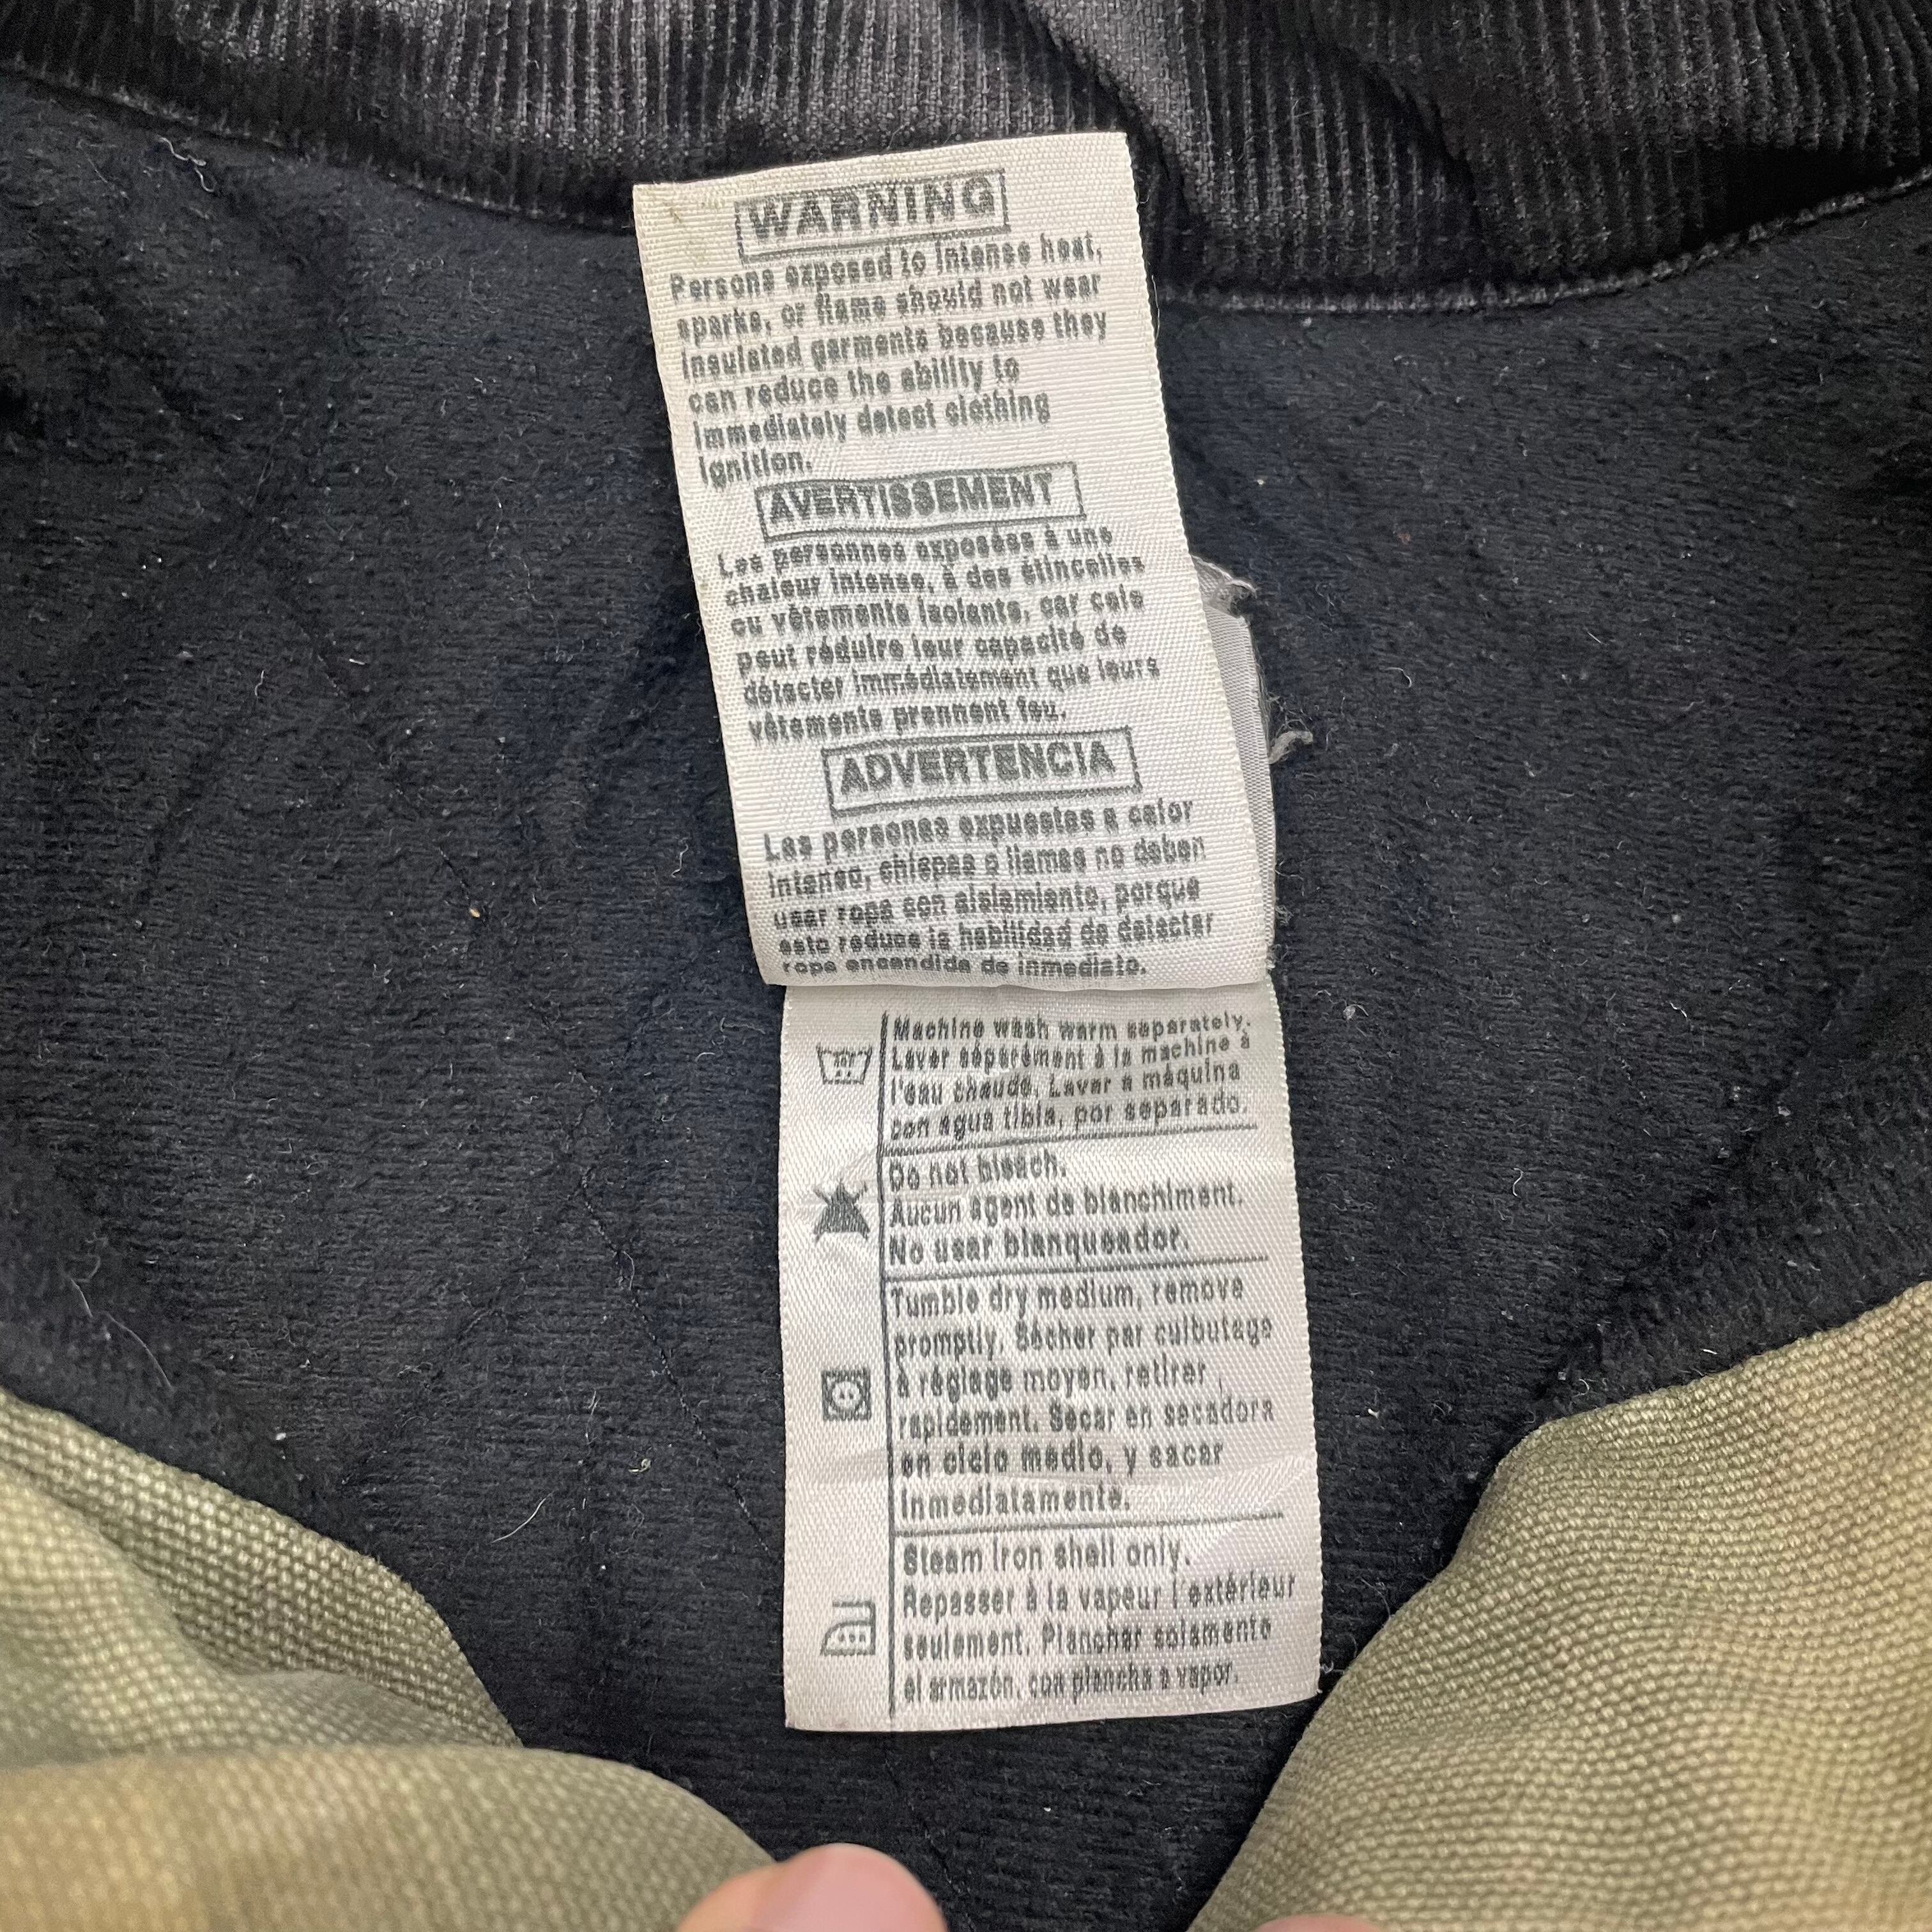 WARNING
Persons exposed to intense heat,
sparks, or flame should not wear
insulated garments because they
can reduce the ability to
immediately detect clothing
ignition.
AVERTISSEMENT
Les personnes exposées à une
chaleur intense, à des étincelles
ou vêtements isolants, car cela
peut réduire leur capacité de
détecter immédiatement que leurs
vêtements prennent feu.
ADVERTENCIA
Las personas expuestas a calor
intenso, chispas o llamas no deben
usar ropa con aislamiento, porque
esto reduce la habilidad de detectar
ropa encendida de inmediato.
Machine wash warm separately.
Laver séparément à la machine à
l'eau chaude. Lavar a máquina
con agua tibia, por separado.
Do not bleach.
Aucun agent de blanchiment.
No usar blanqueador.
Tumble dry medium, remove
promptly. Sécher par culbutage
à réglage moyen, retirer
rapidement. Secar en secadora
en ciclo medio, y sacar
inmediatamente.
Steam iron shell only.
Repasser à la vapeur l'extérieur
seulement. Planchar solamente
el armazón, con plancha a vapor.